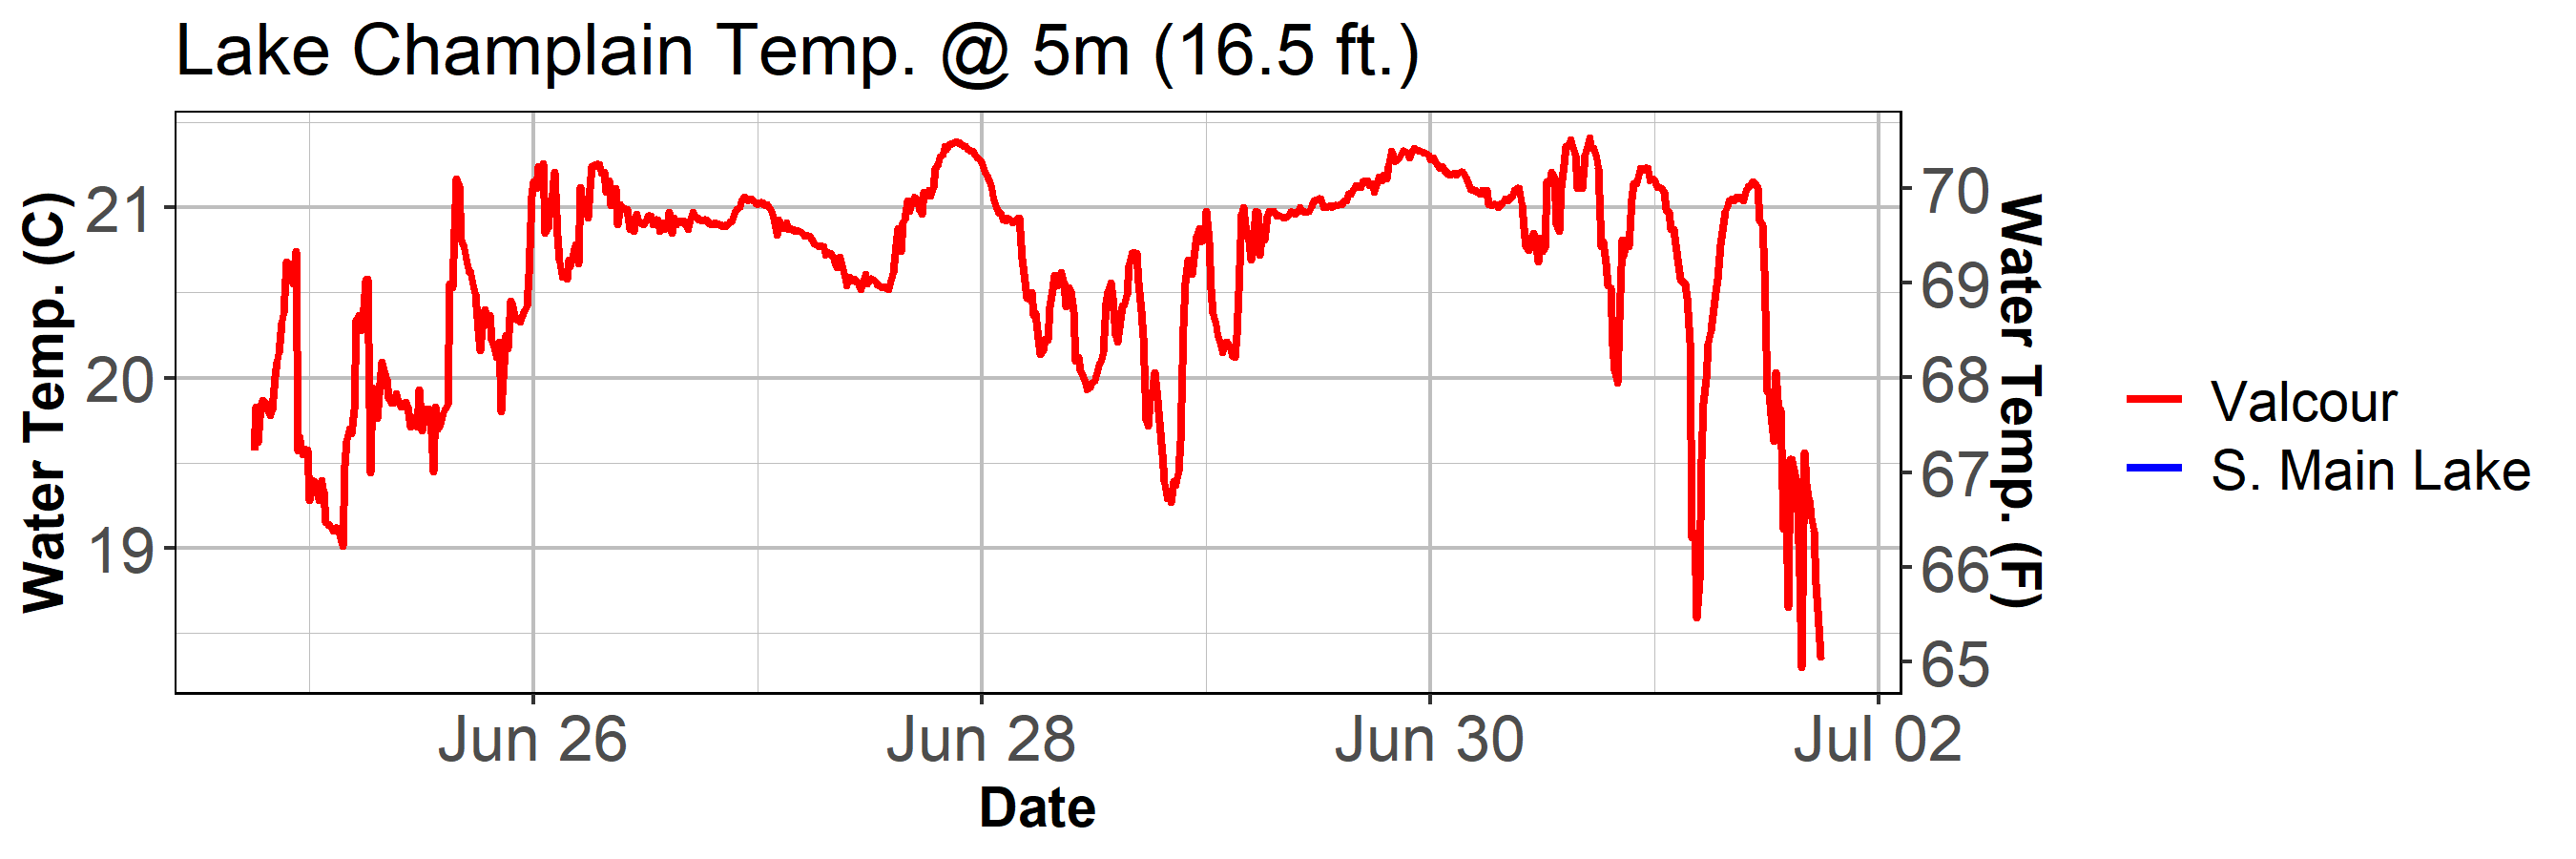 Lake Champlain Temp. @ 5m (16.5 ft.)
Water Temp. (C)
21
20
19
70
69
68
67
66
65
Water Temp. (F)
Jun 26
Jun 28
Jun 30
Jul 02
Date
Valcour
S. Main Lake